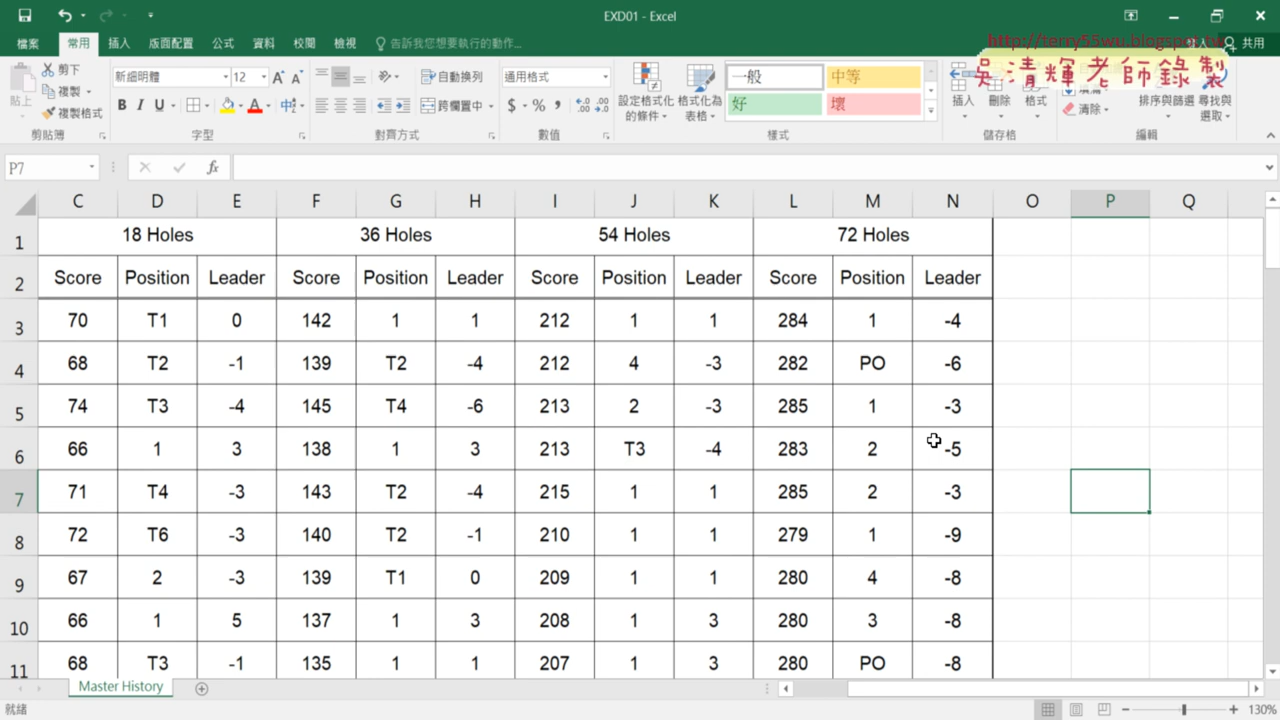 EXD01 - Excel
檔案 常用 插入 版面配置 公式 資料 校閱 檢視 告訴我您想要執行的動作... 共用
http://terry55wu.blogspot.tw
吳清輝老師錄製
貼上 剪下 複製 複製格式 剪貼簿
新細明體 12 B I U 字型
自動換列 跨欄置中 對齊方式
通用格式 $ % 數值
設定格式化的條件 格式化為表格 一般 中等 好 壞 樣式
插入 刪除 格式 儲存格
清除 排序與篩選 尋找與選取 編輯
P7 fx
C D E F G H I J K L M N O P Q
1 18 Holes 36 Holes 54 Holes 72 Holes
2 Score Position Leader Score Position Leader Score Position Leader Score Position Leader
3 70 T1 0 142 1 1 212 1 1 284 1 -4
4 68 T2 -1 139 T2 -4 212 4 -3 282 PO -6
5 74 T3 -4 145 T4 -6 213 2 -3 285 1 -3
6 66 1 3 138 1 3 213 T3 -4 283 2 -5
7 71 T4 -3 143 T2 -4 215 1 1 285 2 -3
8 72 T6 -3 140 T2 -1 210 1 1 279 1 -9
9 67 2 -3 139 T1 0 209 1 1 280 4 -8
10 66 1 5 137 1 3 208 1 3 280 3 -8
11 68 T3 -1 135 1 1 207 1 3 280 PO -8
Master History
就緒 130%